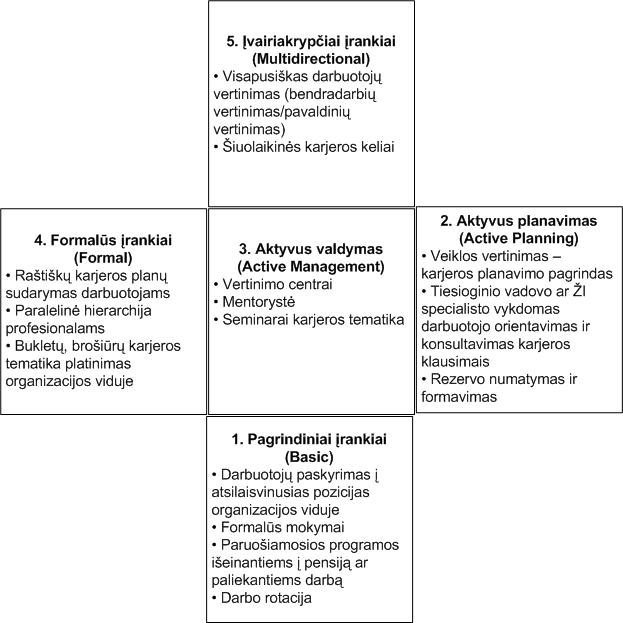 5. Įvairiakrypčiai įrankiai
(Multidirectional)
• Visapusiškas darbuotojų
vertinimas (bendradarbių
vertinimas/pavaldinių
vertinimas)
• Šiuolaikinės karjeros keliai
4. Formalūs įrankiai
(Formal)
• Raštiškų karjeros planų
sudarymas darbuotojams
• Paralelinė hierarchija
profesionalams
• Bukletų, brošiūrų karjeros
tematika platinimas
organizacijos viduje
3. Aktyvus valdymas
(Active Management)
• Vertinimo centrai
• Mentorystė
• Seminarai karjeros tematika
2. Aktyvus planavimas
(Active Planning)
• Veiklos vertinimas –
karjeros planavimo pagrindas
• Tiesioginio vadovo ar ŽI
specialisto vykdomas
darbuotojo orientavimas ir
konsultavimas karjeros
klausimais
• Rezervo numatymas ir
formavimas
1. Pagrindiniai įrankiai
(Basic)
• Darbuotojų paskyrimas į
atsilaisvinusias pozicijas
organizacijos viduje
• Formalūs mokymai
• Paruošiamosios programos
išeinantiems į pensiją ar
paliekantiems darbą
• Darbo rotacija